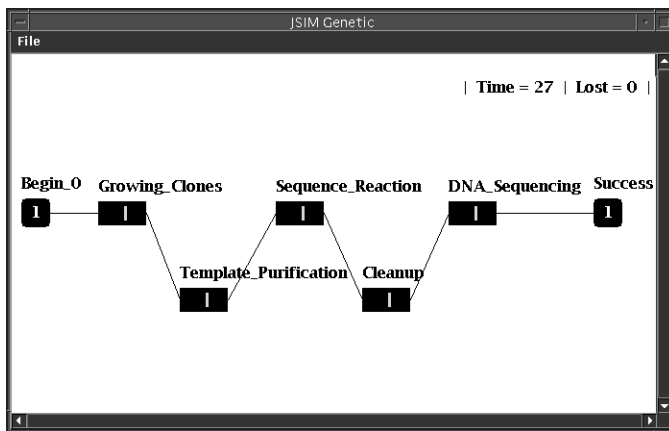 JSIM Genetic
File
| Time = 27 | Lost = 0 |
Begin_0 Growing_Clones Sequence_Reaction DNA_Sequencing Success
1 1
Template_Purification Cleanup